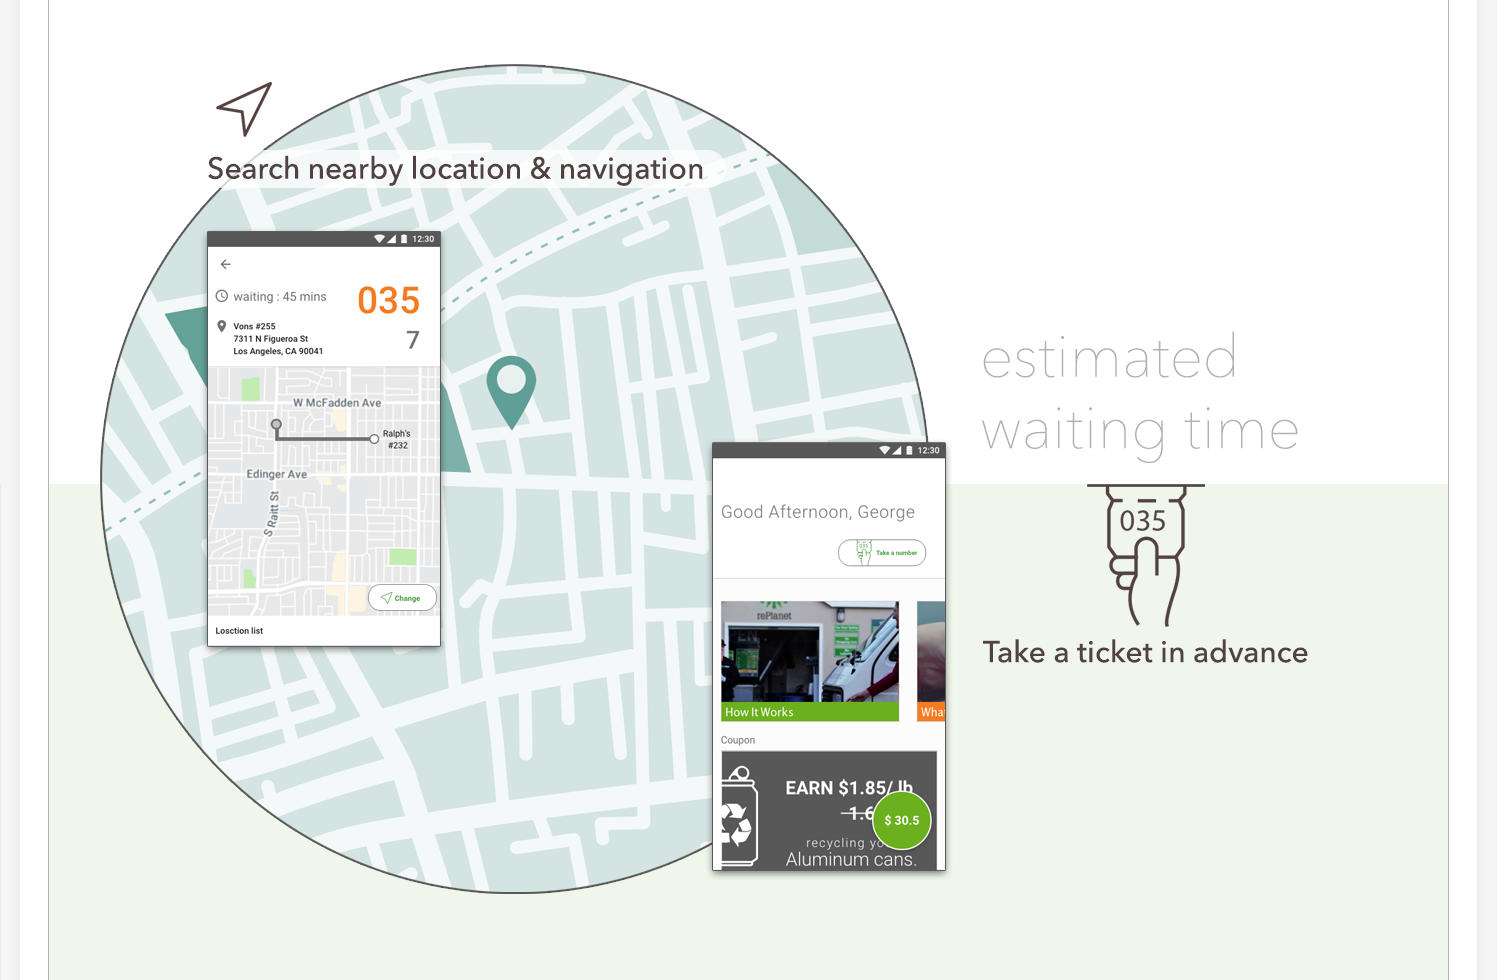 Search nearby location & navigation
12:30
waiting : 45 mins
035
7
Vons #255
7311 N Figueroa St
Los Angeles, CA 90041
W McFadden Ave
Ralph's
#232
Edinger Ave
S Raitt St
Change
Losction list
12:30
Good Afternoon, George
035
Take a number
rePlanet
How It Works
Wha
Coupon
EARN $1.85/ lb
1.6
$ 30.5
recycling yo
Aluminum cans.
estimated
waiting time
035
Take a ticket in advance